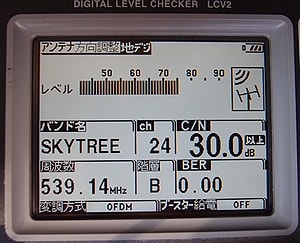 DIGITAL LEVEL CHECKER LCV2
アンテナ方向調整 地デジ
レベル 50 60 70 80 90
バンド名 ch C/N
SKYTREE 24 30.0 以上 dB
周波数 階層 BER
539.14MHz B 0.00
変調方式 OFDM ブースター給電 OFF